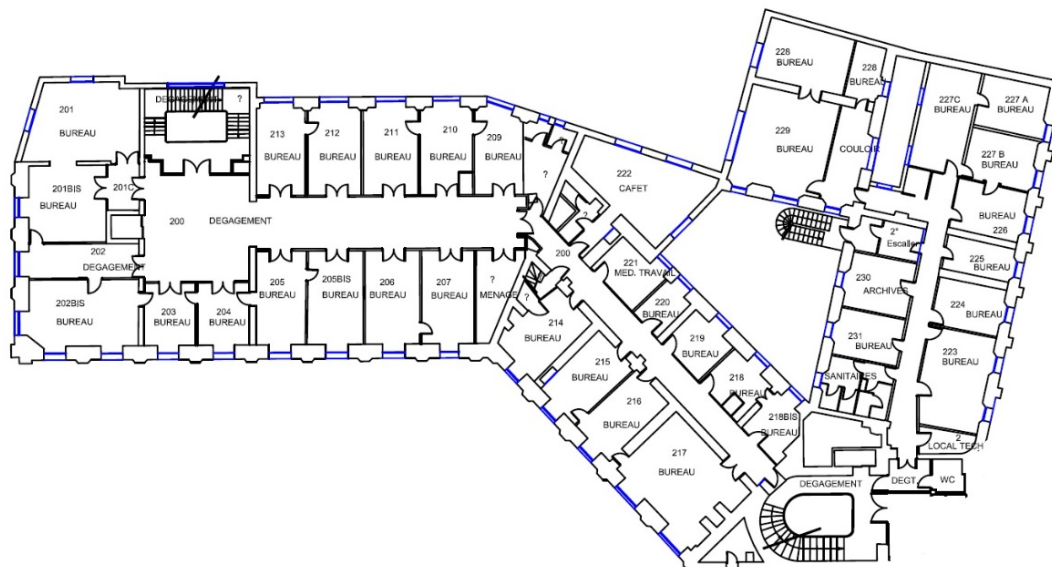 228
BUREAU
228
BUREAU
227C
BUREAU
227 A
BUREAU
227 B
BUREAU
229
BUREAU
COULOIR
BUREAU
226
2°
Escalier
225
BUREAU
230
ARCHIVES
224
BUREAU
231
BUREAU
223
BUREAU
SANITAIRES
2
LOCAL TECH
DEGT.
WC
DEGAGEMENT
201
BUREAU
DEGAGEMENT
?
213
BUREAU
212
BUREAU
211
BUREAU
210
BUREAU
209
BUREAU
?
222
CAFET
?
201BIS
BUREAU
201C
200 DEGAGEMENT
202
DEGAGEMENT
202BIS
BUREAU
203
BUREAU
204
BUREAU
205
BUREAU
205BIS
BUREAU
206
BUREAU
207
BUREAU
?
MENAGE
?
200
221
MED. TRAVAIL
220
BUREAU
219
BUREAU
218
BUREAU
218BIS
BUREAU
214
BUREAU
215
BUREAU
216
BUREAU
217
BUREAU